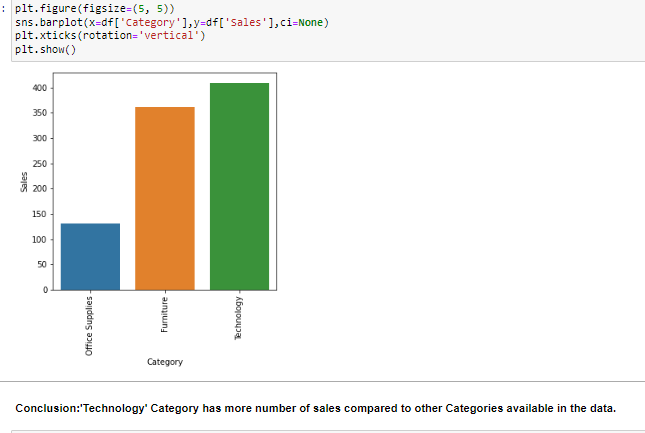 : plt.figure(figsize=(5, 5))
sns.barplot(x=df['Category'],y=df['Sales'],ci=None)
plt.xticks(rotation='vertical')
plt.show()
400
350
300
250
200
150
100
50
0
Sales
Office Supplies
Furniture
Technology
Category
Conclusion:'Technology' Category has more number of sales compared to other Categories available in the data.